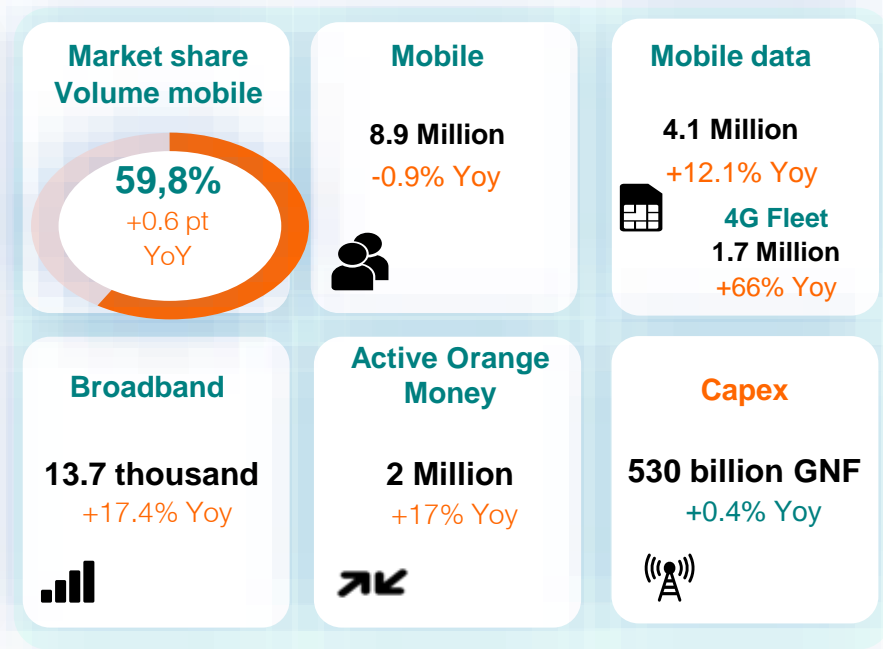 Market share
Volume mobile
59,8%
+0.6 pt
YoY
Mobile
8.9 Million
-0.9% Yoy
Mobile data
4.1 Million
+12.1% Yoy
4G Fleet
1.7 Million
+66% Yoy
Broadband
13.7 thousand
+17.4% Yoy
Active Orange
Money
2 Million
+17% Yoy
Capex
530 billion GNF
+0.4% Yoy